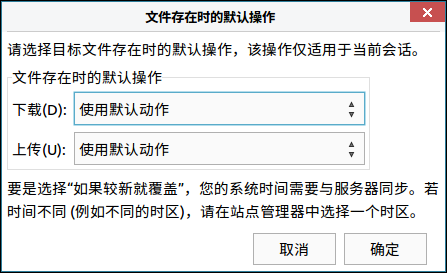 文件存在时的默认操作
请选择目标文件存在时的默认操作，该操作仅适用于当前会话。
文件存在时的默认操作
下载(D): 使用默认动作
上传(U): 使用默认动作
要是选择“如果较新就覆盖”，您的系统时间需要与服务器同步。若
时间不同 (例如不同的时区)，请在站点管理器中选择一个时区。
取消 确定